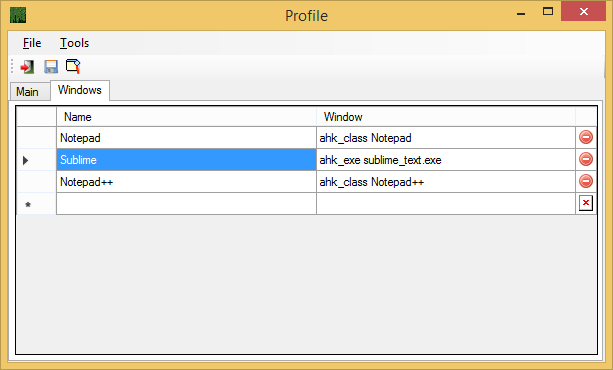 Profile
File Tools
Main Windows
Name Window
Notepad ahk_class Notepad
Sublime ahk_exe sublime_text.exe
Notepad++ ahk_class Notepad++